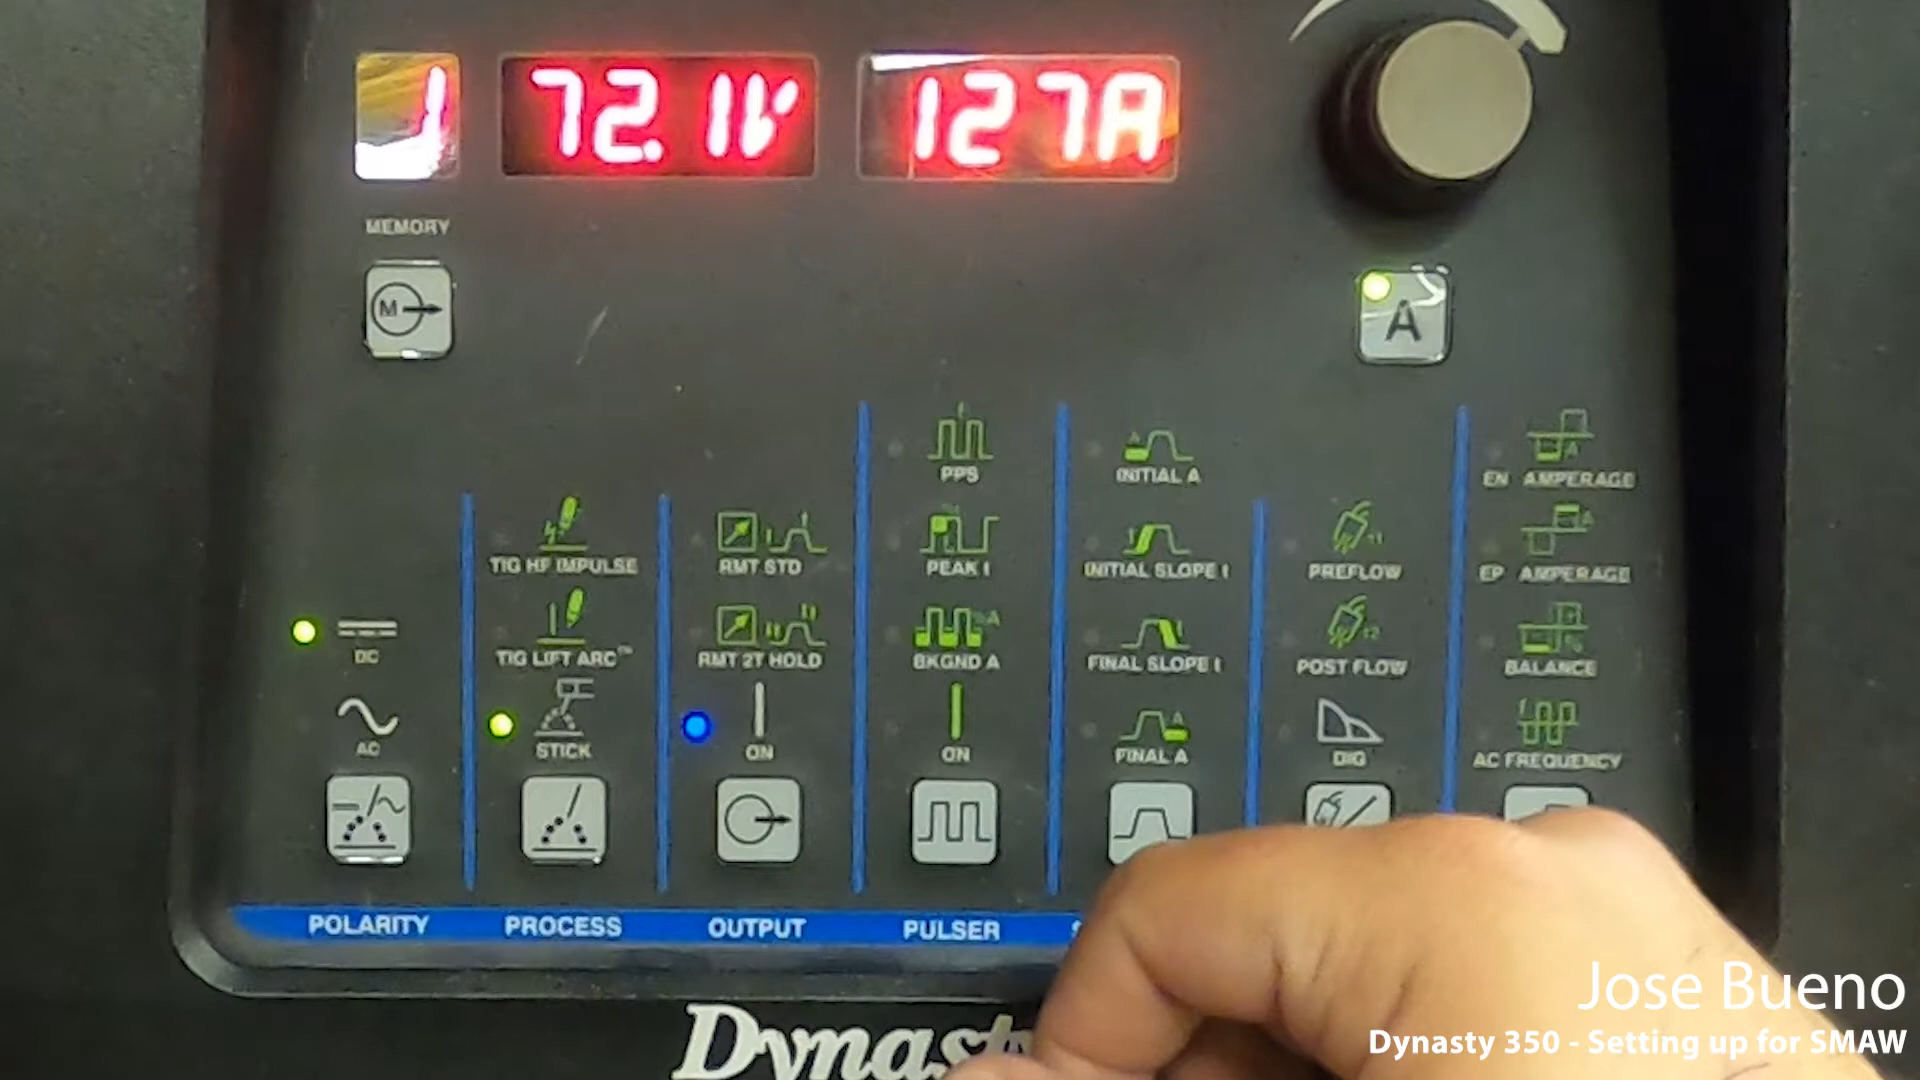 1 72.1V 127A
MEMORY
M
A
PPS INITIAL A
EN AMPERAGE
TIG HF IMPULSE RMT STD PEAK t INITIAL SLOPE t PREFLOW EP AMPERAGE
DC TIG LIFT ARC™ RMT 2T HOLD BKGND A FINAL SLOPE t POST FLOW BALANCE
AC STICK ON ON FINAL A DIG AC FREQUENCY
POLARITY PROCESS OUTPUT PULSER
Dynasty
Jose Bueno
Dynasty 350 - Setting up for SMAW